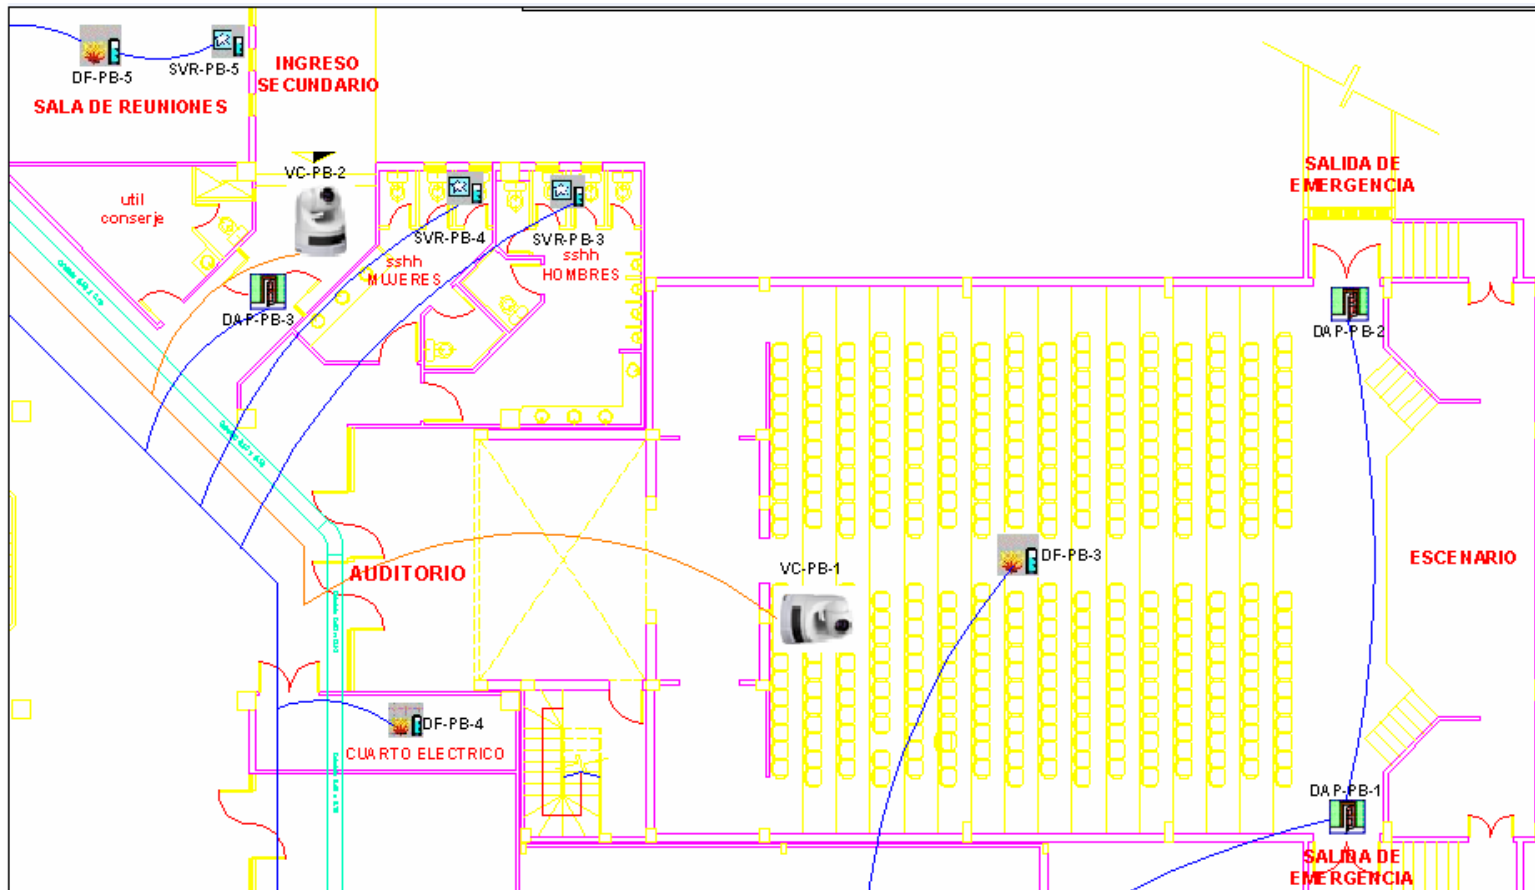 INGRESO
SECUNDARIO
DF-PB-5
SVR-PB-5
SALA DE REUNIONES
VC-PB-2
util
conserje
SVR-PB-4
SVR-PB-3
sshh
MUJERES
sshh
HOMBRES
DAP-PB-3
SALIDA DE
EMERGENCIA
DAP-PB-2
AUDITORIO
VC-PB-1
DF-PB-3
ESCENARIO
DF-PB-4
CUARTO ELECTRICO
DAP-PB-1
SALIDA DE
EMERGENCIA